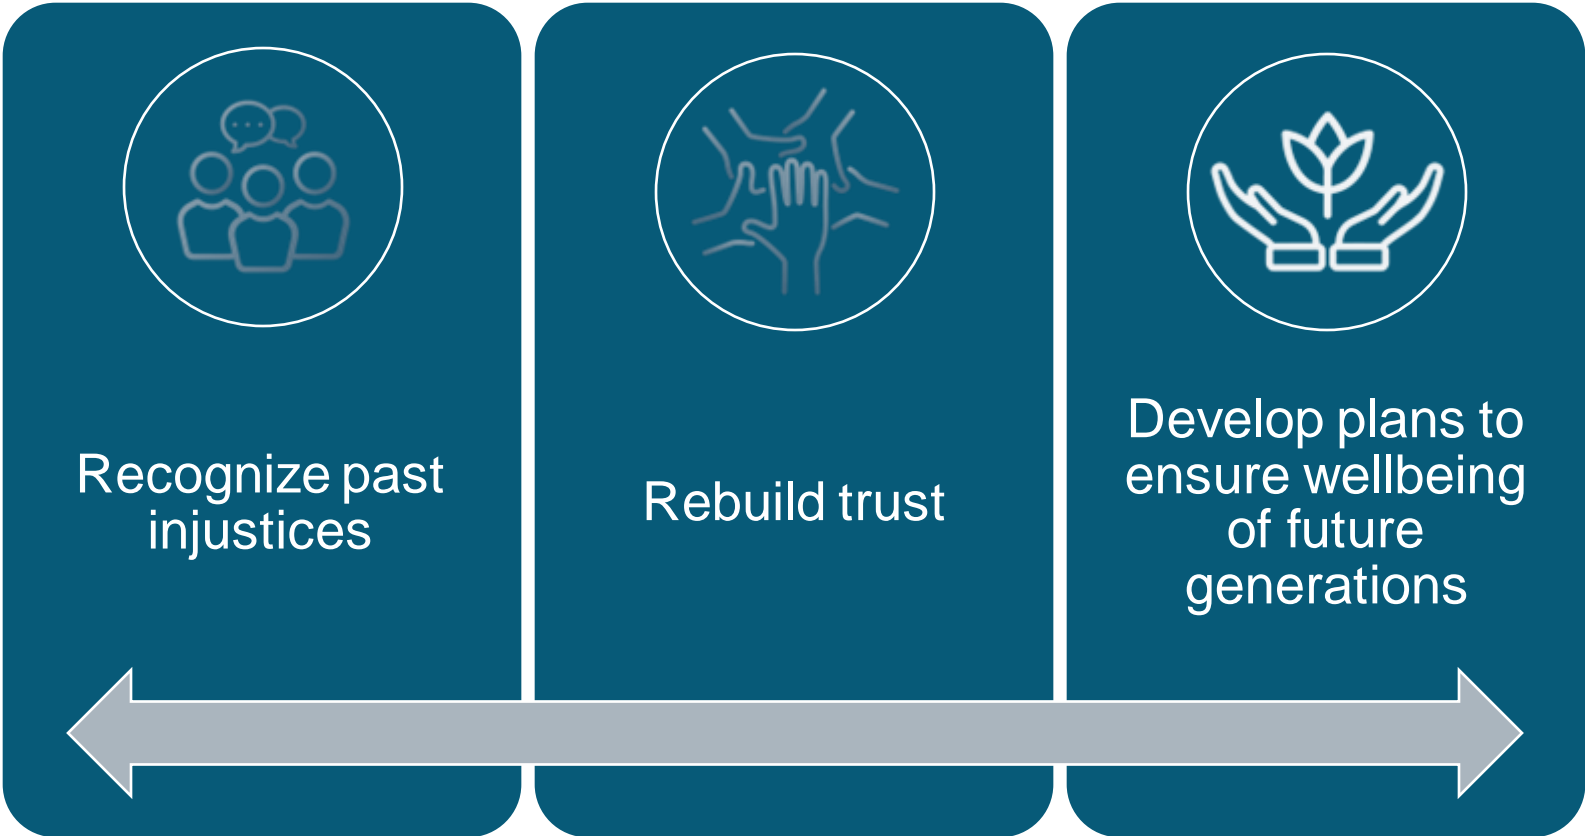 Recognize past
injustices
Rebuild trust
Develop plans to
ensure wellbeing
of future
generations